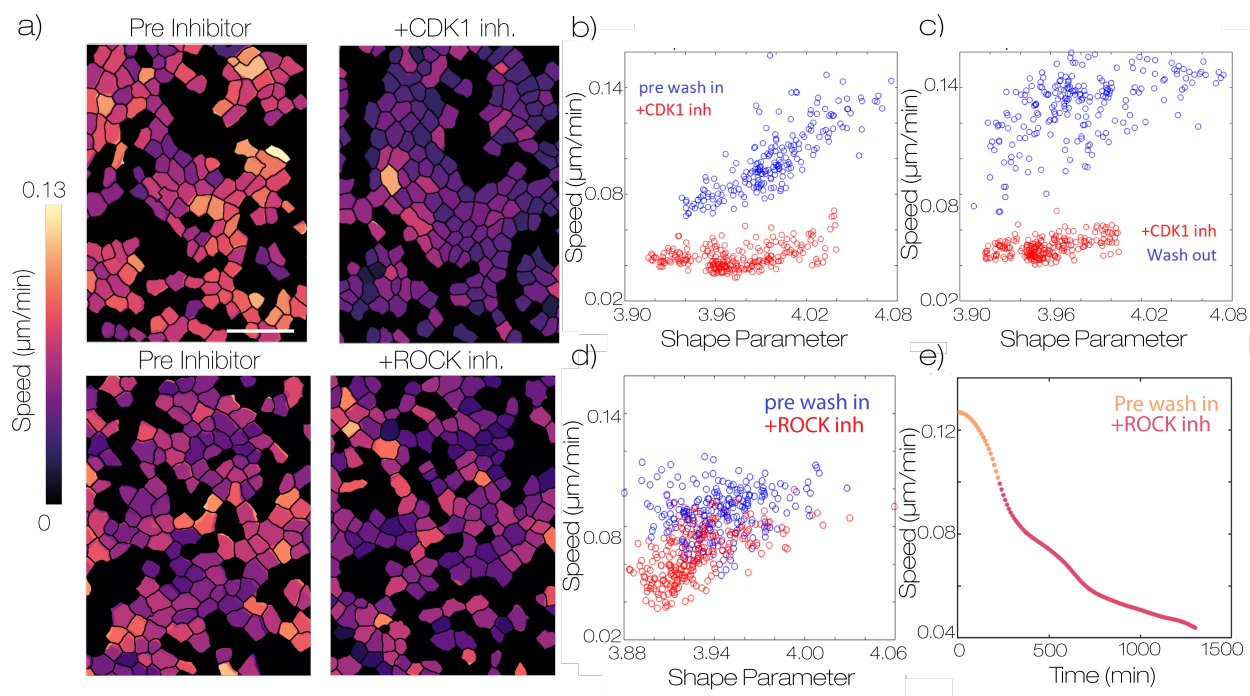 a)
Pre Inhibitor
+CDK1 inh.
Speed (µm/min)
0.13
0
Pre Inhibitor
+ROCK inh.
b)
Speed (µm/min)
0.14
0.08
0.02
pre wash in
+CDK1 inh
3.90
3.96
4.02
4.08
Shape Parameter
c)
Speed (µm/min)
0.14
0.08
0.02
+CDK1 inh
Wash out
3.90
3.96
4.02
4.08
Shape Parameter
d)
Speed (µm/min)
0.14
0.08
0.02
pre wash in
+ROCK inh
3.88
3.94
4.00
4.06
Shape Parameter
e)
Speed (µm/min)
0.12
0.08
0.04
Pre wash in
+ROCK inh
0
500
1000
1500
Time (min)